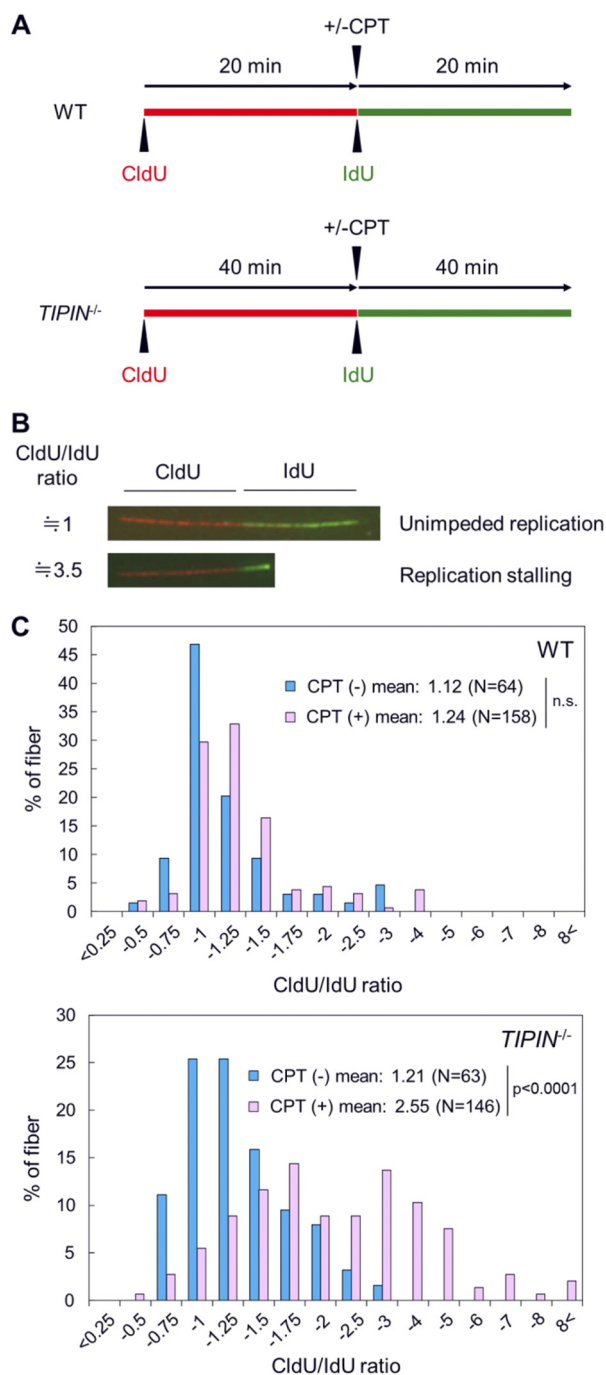 A
+/-CPT
20 min 20 min
WT
CldU IdU
+/-CPT
40 min 40 min
TIPIN-/-
CldU IdU
B
CldU/IdU
ratio
CldU IdU
≒1 Unimpeded replication
≒3.5 Replication stalling
C
50
45
40
35
30
25
20
15
10
5
0
% of fiber
WT
CPT (-) mean: 1.12 (N=64)
CPT (+) mean: 1.24 (N=158)
n.s.
<0.25 -0.5 -0.75 -1 -1.25 -1.5 -1.75 -2 -2.5 -3 -4 -5 -6 -7 -8 8<
CldU/IdU ratio
30
25
20
15
10
5
0
% of fiber
TIPIN-/-
CPT (-) mean: 1.21 (N=63)
CPT (+) mean: 2.55 (N=146)
p<0.0001
<0.25 -0.5 -0.75 -1 -1.25 -1.5 -1.75 -2 -2.5 -3 -4 -5 -6 -7 -8 8<
CldU/IdU ratio